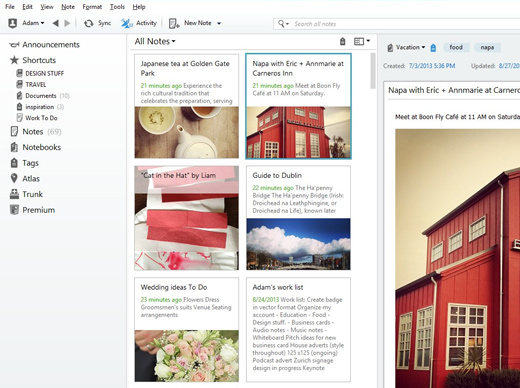 File Edit View Note Format Tools Help
Adam Sync Activity New Note Search all notes
Announcements
Shortcuts
DESIGN STUFF
TRAVEL
Documents (10)
inspiration (3)
Work To Do
Notes (69)
Notebooks
Tags
Atlas
Trunk
Premium
All Notes
Japanese tea at Golden Gate
Park
21 minutes ago Experience the
rich cultural tradition that
celebrates the preparation, serving
Napa with Eric + Annmarie at
Carneros Inn
21 minutes ago Meet at Boon Fly
Café at 11 AM on Saturday.
"Cat in the Hat" by Liam
Guide to Dublin
22 minutes ago The Ha'penny
Bridge The Ha'penny Bridge (Irish:
Droichead na Leathphingine, or
Droichead na Life), known later
Wedding ideas To Do
23 minutes ago Flowers Dress
Groomsmen's suits Venue Seating
arrangements
Adam's work list
8/24/2013 Work list: Create badge
in vector format Organize my
account - Education - Food -
Design stuff. - Business cards -
Audio notes - Music notes -
Whiteboard Pitch ideas for new
business card House adverts (style
throughout) 125 x125 (ongoing)
Podcast advert Zurich signage
design in progress Keynote
Vacation food napa
Created: 7/3/2013 5:36 PM Updated: 8/27/20
Napa with Eric + Annmarie at Carnero
Meet at Boon Fly Café at 11 AM on Saturda